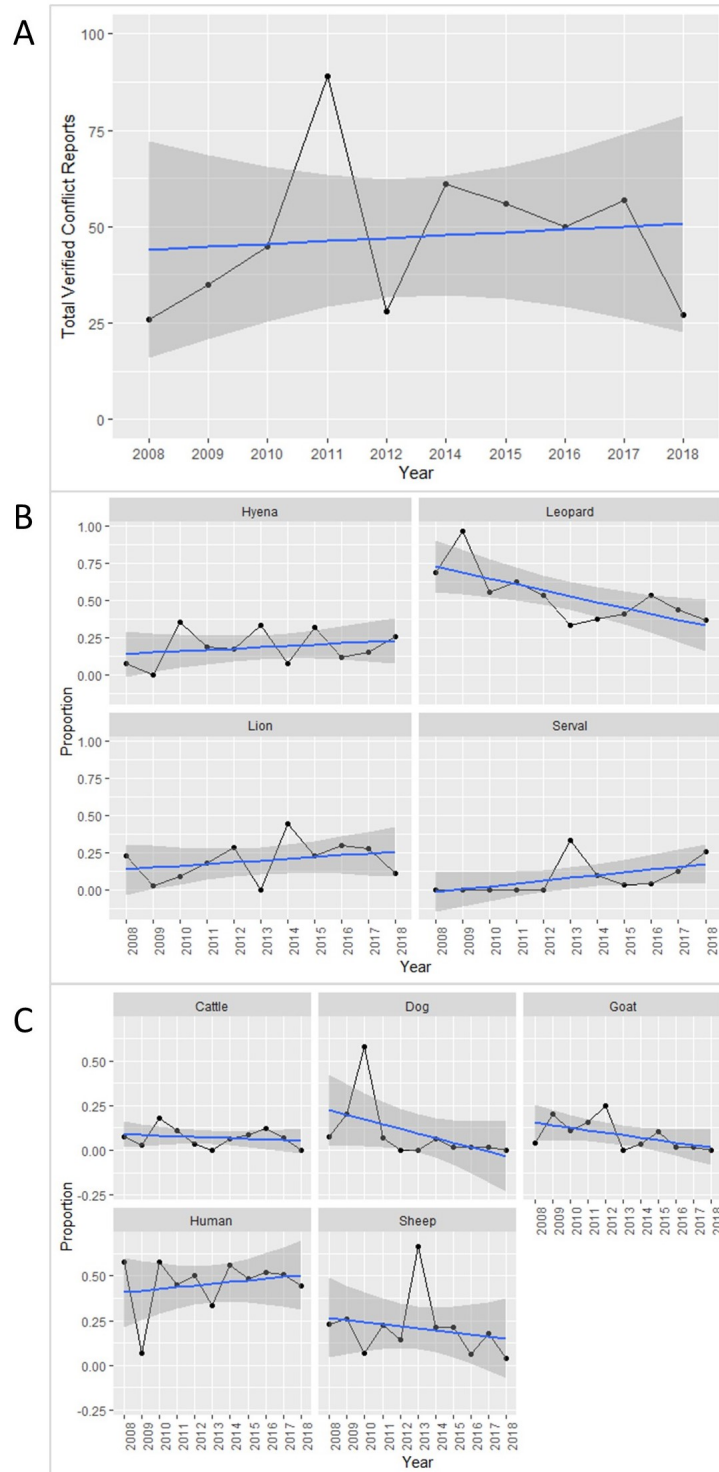 A
Total Verified Conflict Reports
100
75
50
25
0
2008 2009 2010 2011 2012 2014 2015 2016 2017 2018
Year
B
Hyena Leopard
Proportion
1.00
0.75
0.50
0.25
0.00
Lion Serval
1.00
0.75
0.50
0.25
0.00
2008 2009 2010 2011 2012 2013 2014 2015 2016 2017 2018 2008 2009 2010 2011 2012 2013 2014 2015 2016 2017 2018
Year
C
Cattle Dog Goat
Proportion
0.50
0.25
0.00
-0.25
2008 2009 2010 2011 2012 2013 2014 2015 2016 2017 2018
Human Sheep
0.50
0.25
0.00
-0.25
2008 2009 2010 2011 2012 2013 2014 2015 2016 2017 2018 2008 2009 2010 2011 2012 2013 2014 2015 2016 2017 2018
Year